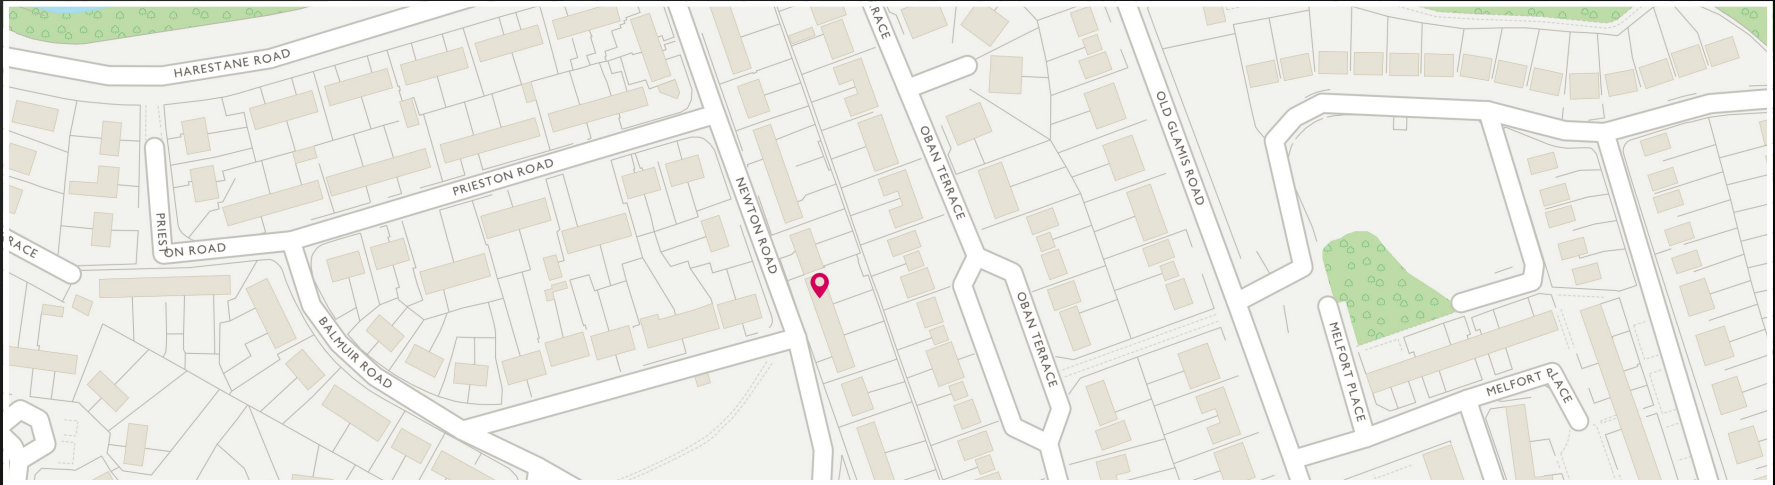 HARESTANE ROAD
RACE
OLD GLAMIS ROAD
OBAN TERRACE
PRIESTON ROAD
NEWTON ROAD
PRIESTON ROAD
RACE
OBAN TERRACE
BALMUIR ROAD
MELFORT PLACE
MELFORT PLACE